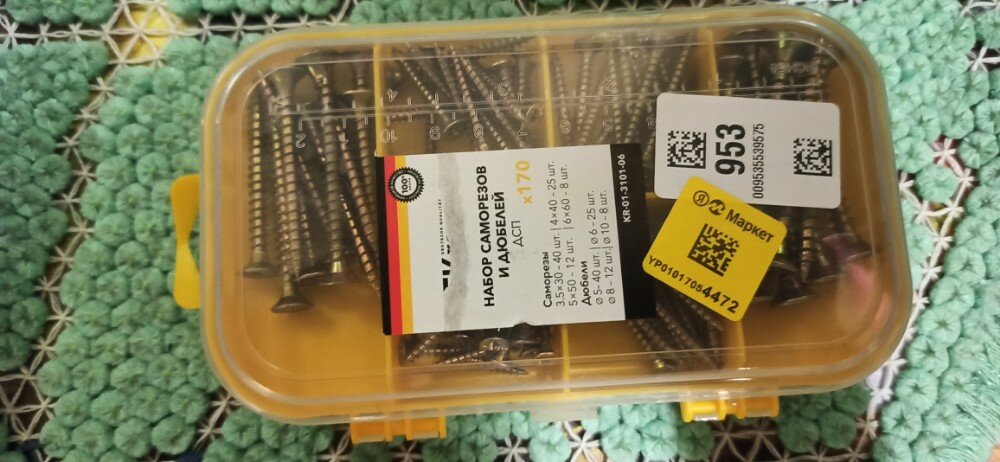 НАБОР САМОРЕЗОВ
И ДЮБЕЛЕЙ
ДСП
x170
Саморезы
3.5×30 - 40 шт. | 4×40 - 25 шт.
5×50 - 12 шт. | 6×60 - 8 шт.
Дюбели
⌀ 5- 40 шт. | ⌀ 6 - 25 шт.
⌀ 8 - 12 шт. | ⌀ 10 - 8 шт.
KR-01-3101-06
100%
953
0095355539575
Я Маркет
YP01017054472